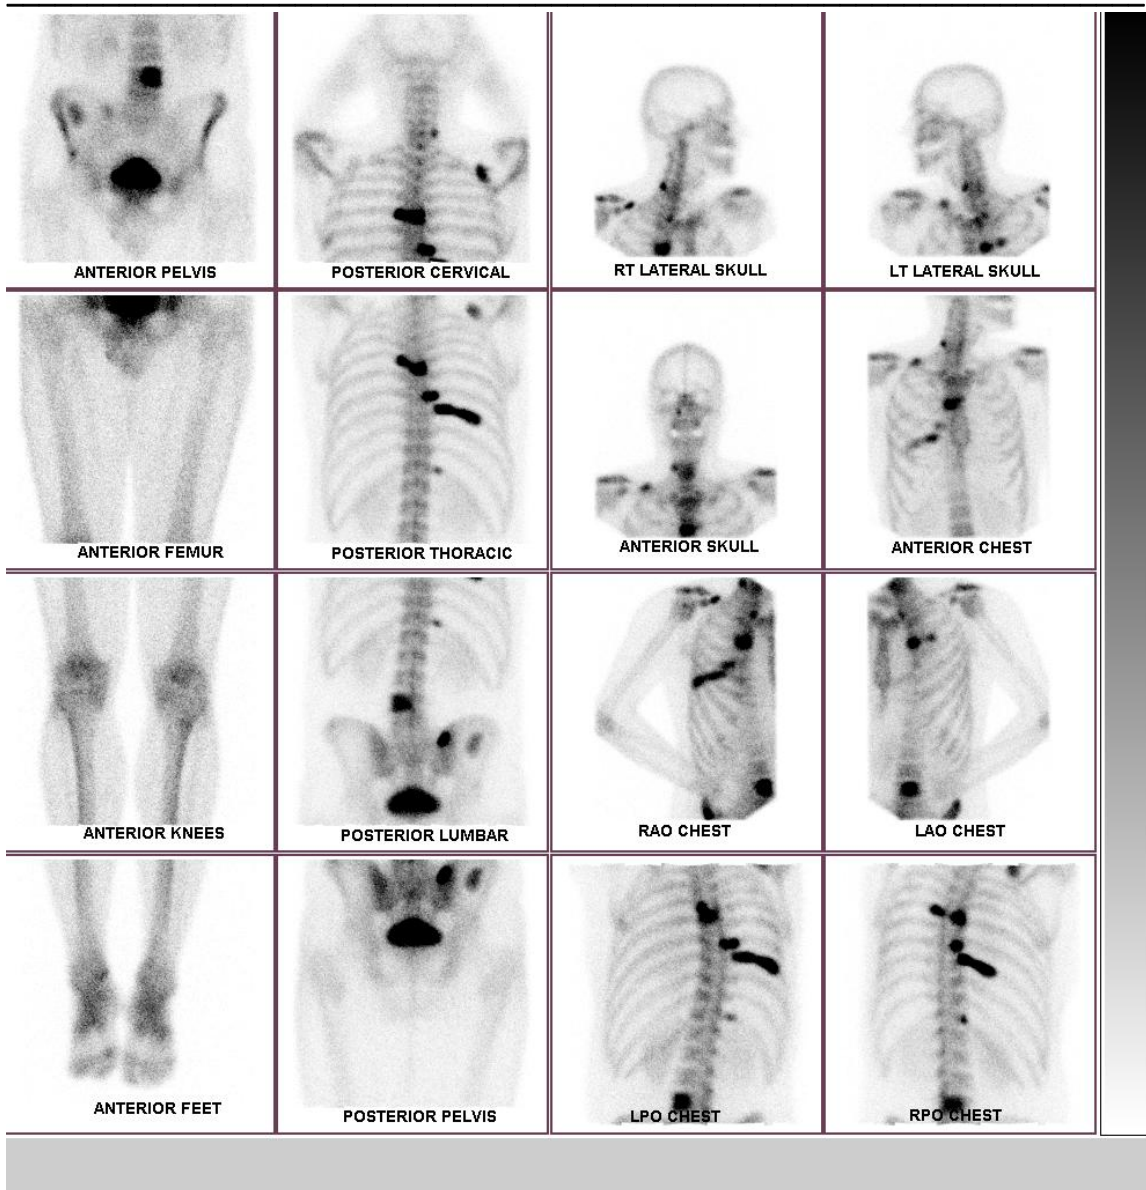 ANTERIOR PELVIS
POSTERIOR CERVICAL
RT LATERAL SKULL
LT LATERAL SKULL
ANTERIOR FEMUR
POSTERIOR THORACIC
ANTERIOR SKULL
ANTERIOR CHEST
ANTERIOR KNEES
POSTERIOR LUMBAR
RAO CHEST
LAO CHEST
ANTERIOR FEET
POSTERIOR PELVIS
LPO CHEST
RPO CHEST